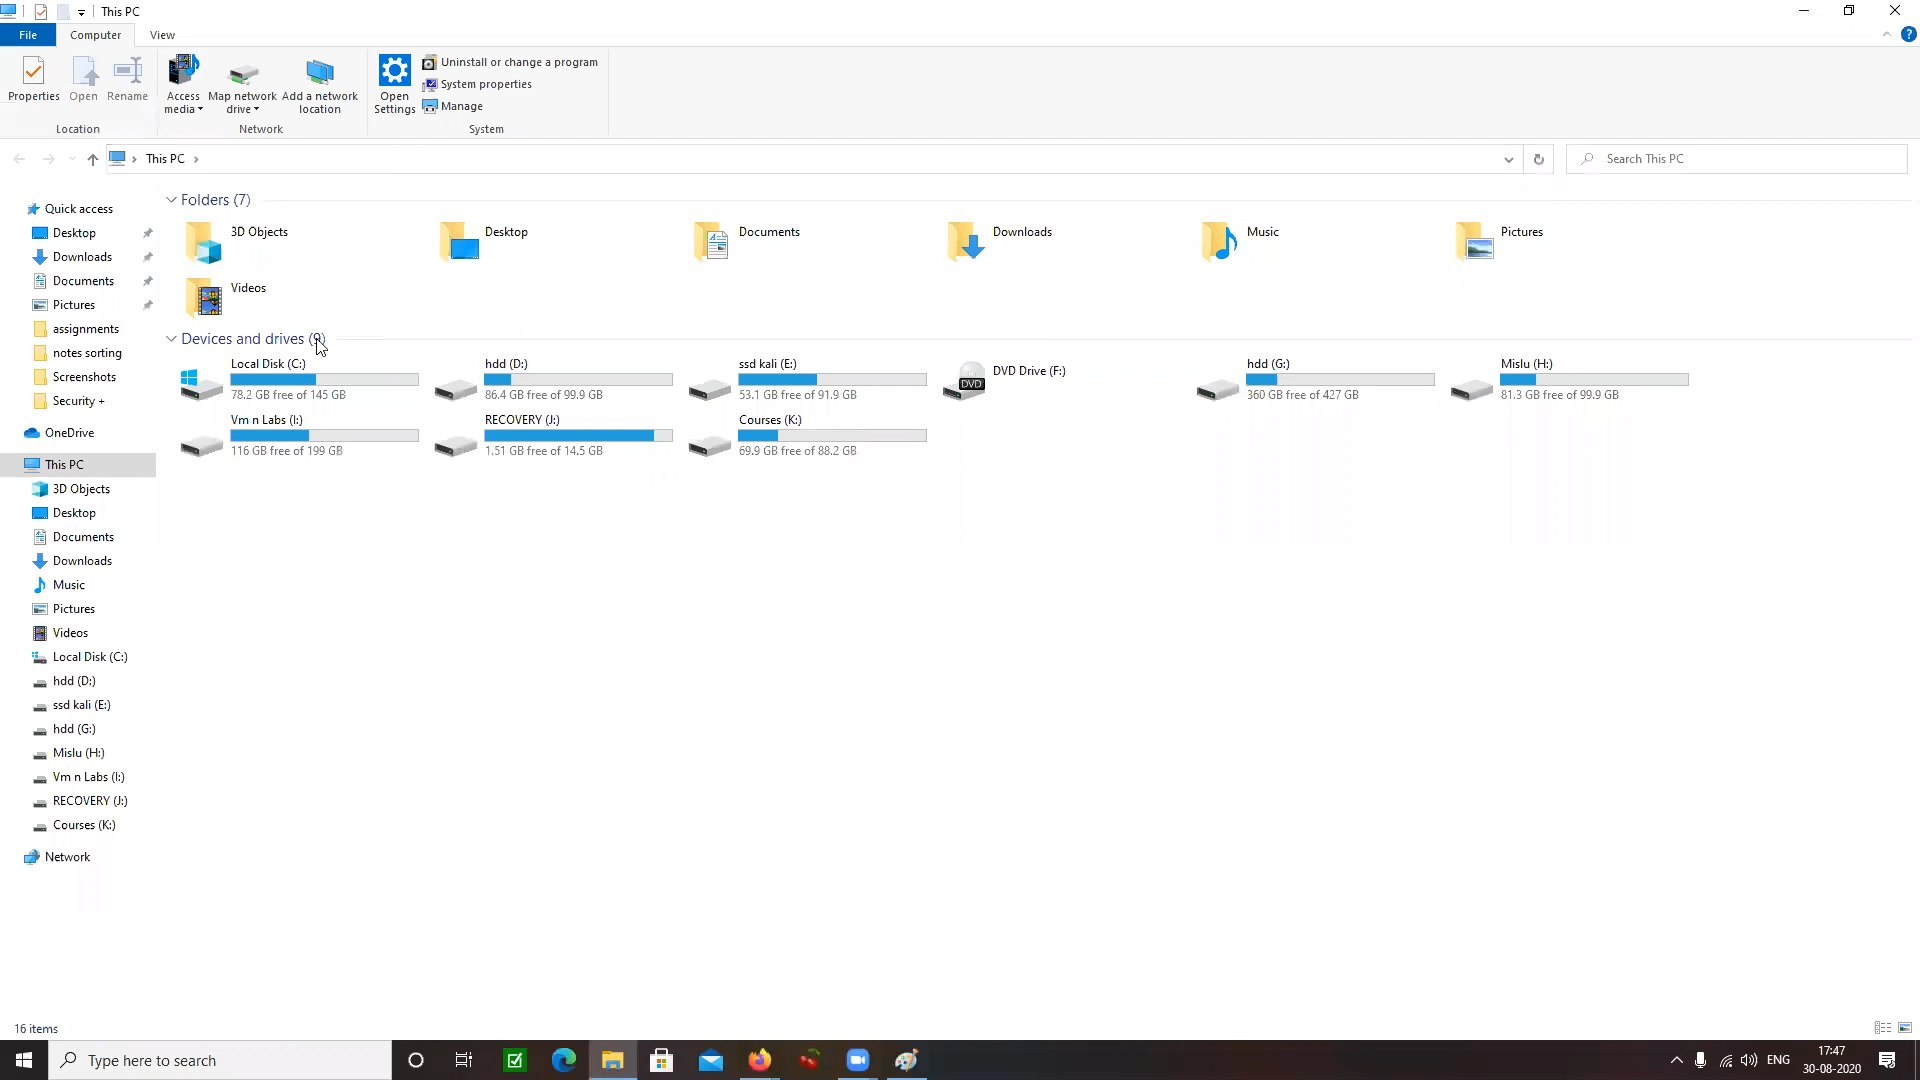 This PC
File Computer View
Properties Open Rename Access media Map network drive Add a network location Open Settings Uninstall or change a program
System properties
Manage
Location Network System
This PC Search This PC
Quick access
Desktop
Downloads
Documents
Pictures
assignments
notes sorting
Screenshots
Security +
OneDrive
This PC
3D Objects
Desktop
Documents
Downloads
Music
Pictures
Videos
Local Disk (C:)
hdd (D:)
ssd kali (E:)
hdd (G:)
Mislu (H:)
Vm n Labs (I:)
RECOVERY (J:)
Courses (K:)
Network
Folders (7)
3D Objects Desktop Documents Downloads Music Pictures
Videos
Devices and drives (9)
Local Disk (C:) hdd (D:) ssd kali (E:) DVD Drive (F:) hdd (G:) Mislu (H:)
78.2 GB free of 145 GB 86.4 GB free of 99.9 GB 53.1 GB free of 91.9 GB DVD 360 GB free of 427 GB 81.3 GB free of 99.9 GB
Vm n Labs (I:) RECOVERY (J:) Courses (K:)
116 GB free of 199 GB 1.51 GB free of 14.5 GB 69.9 GB free of 88.2 GB
16 items
Type here to search ENG 17:47
30-08-2020